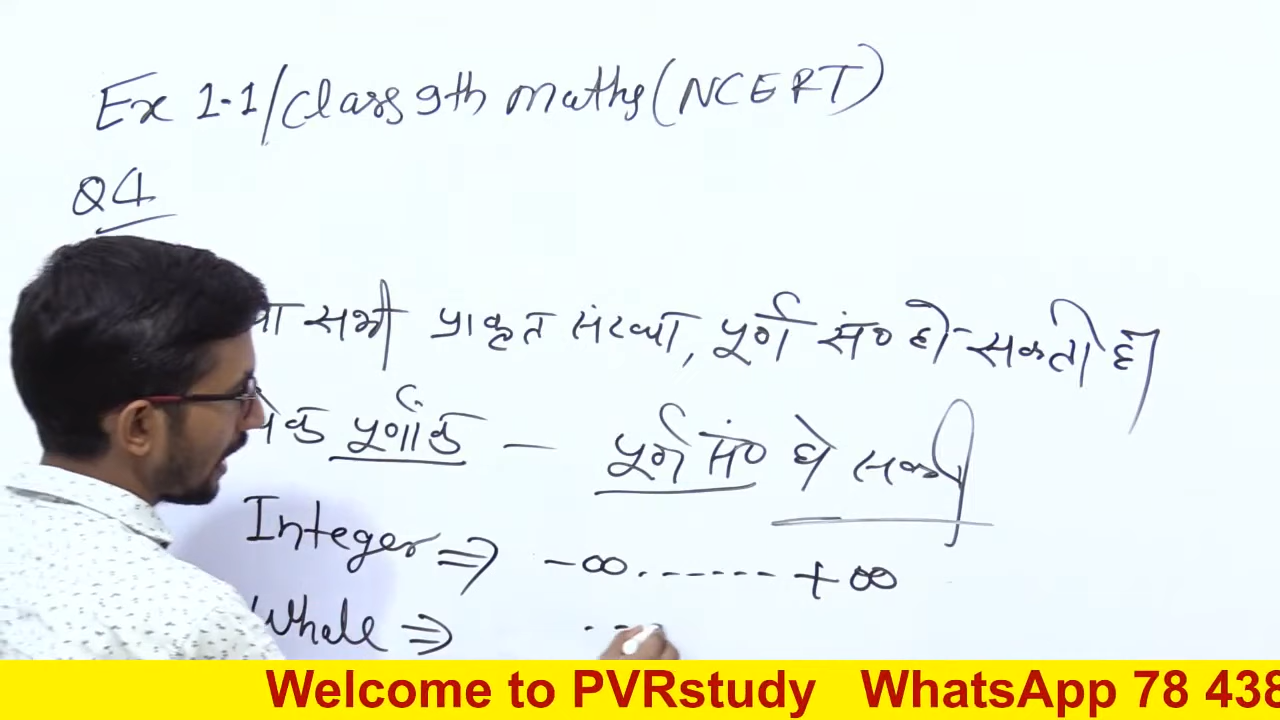 Ex 1.1/Class 9th maths (NCERT)
Q4
सभी प्राकृत संख्या, पूर्ण सं० हो सकती है
पूर्णांक — पूर्ण सं० हो सकती
Integer ⇒ -∞.------+∞
Whole ⇒ .--
Welcome to PVRstudy WhatsApp 78 438